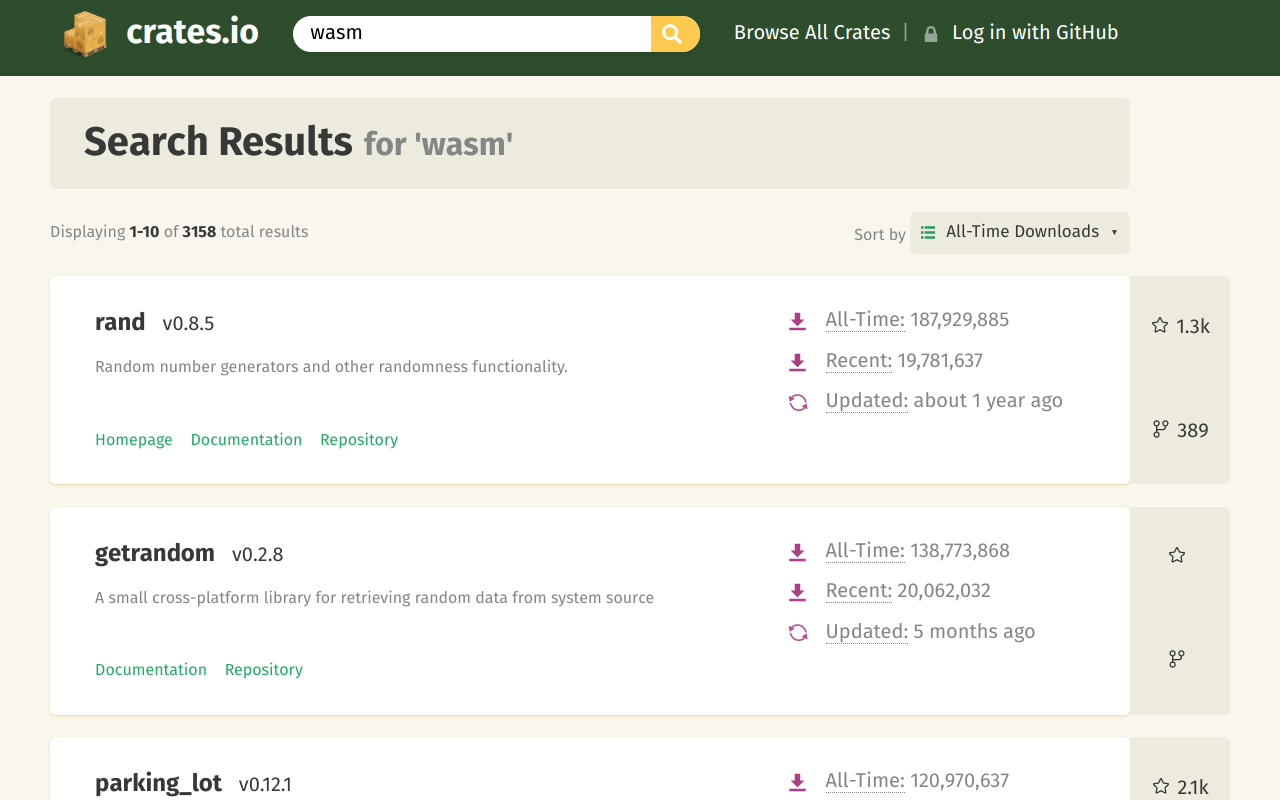 crates.io
wasm
Browse All Crates | Log in with GitHub
Search Results for 'wasm'
Displaying 1-10 of 3158 total results
Sort by All-Time Downloads ▾
rand v0.8.5
Random number generators and other randomness functionality.
Homepage Documentation Repository
All-Time: 187,929,885
Recent: 19,781,637
Updated: about 1 year ago
1.3k
389
getrandom v0.2.8
A small cross-platform library for retrieving random data from system source
Documentation Repository
All-Time: 138,773,868
Recent: 20,062,032
Updated: 5 months ago
parking_lot v0.12.1
All-Time: 120,970,637
2.1k